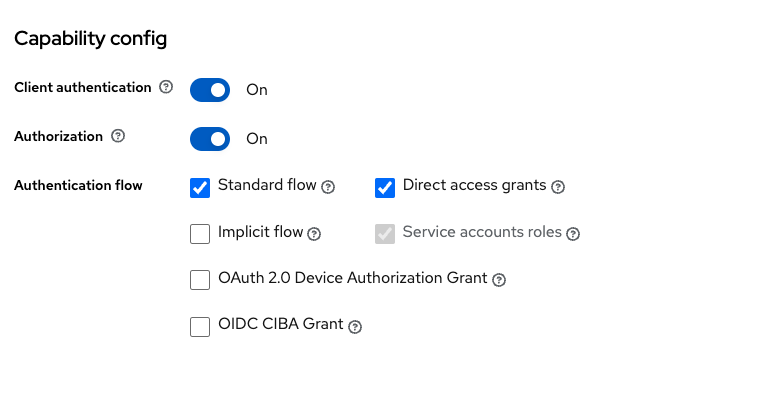 Capability config
Client authentication On
Authorization On
Authentication flow Standard flow Direct access grants
Implicit flow Service accounts roles
OAuth 2.0 Device Authorization Grant
OIDC CIBA Grant